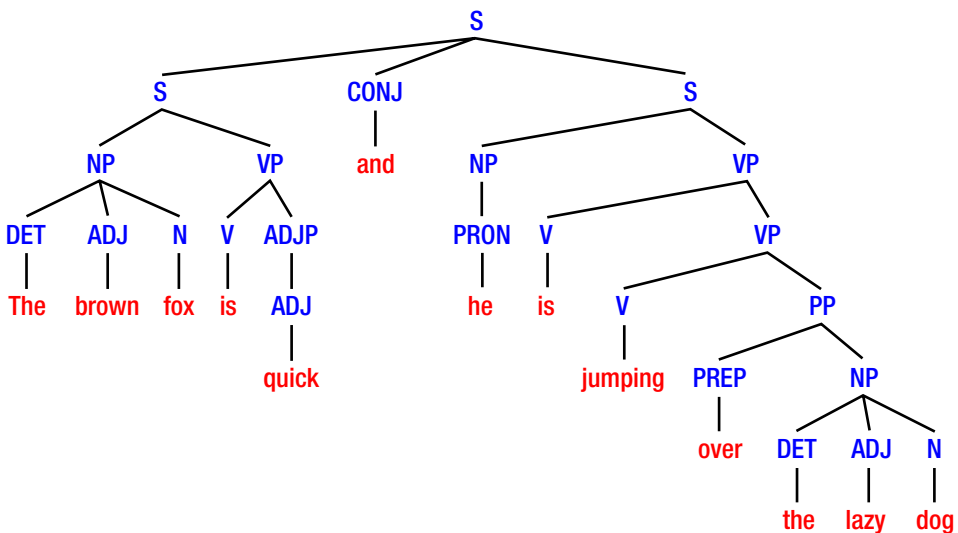 S
S CONJ S
NP VP and NP VP
DET ADJ N V ADJP PRON V VP
The brown fox is ADJ he is V PP
quick jumping PREP NP
over DET ADJ N
the lazy dog